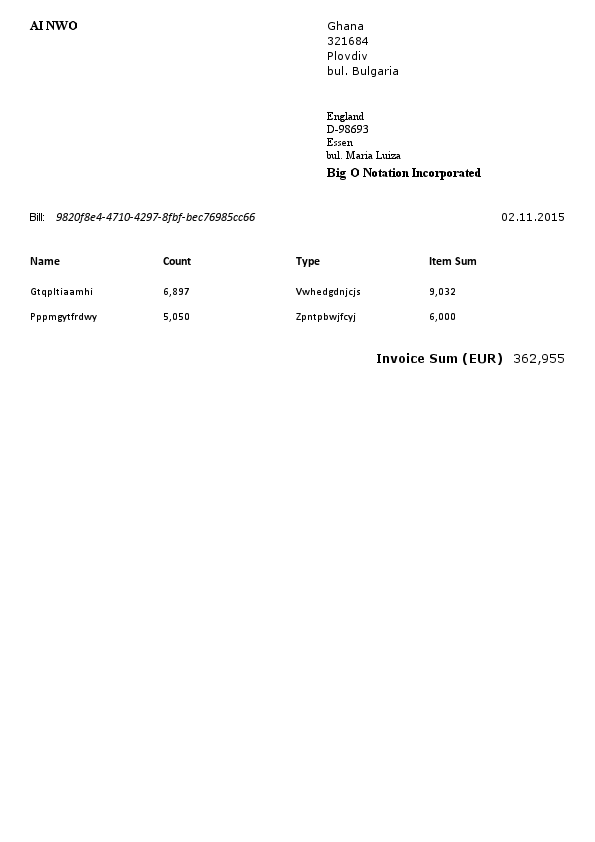 AI NWO
Ghana
321684
Plovdiv
bul. Bulgaria
England
D-98693
Essen
bul. Maria Luiza
Big O Notation Incorporated
Bill: 9820f8e4-4710-4297-8fbf-bec76985cc66 02.11.2015
Name Count Type Item Sum
Gtqpltiaamhi 6,897 Vwhedgdnjcjs 9,032
Pppmgytfrdwy 5,050 Zpntpbwjfcyj 6,000
Invoice Sum (EUR) 362,955